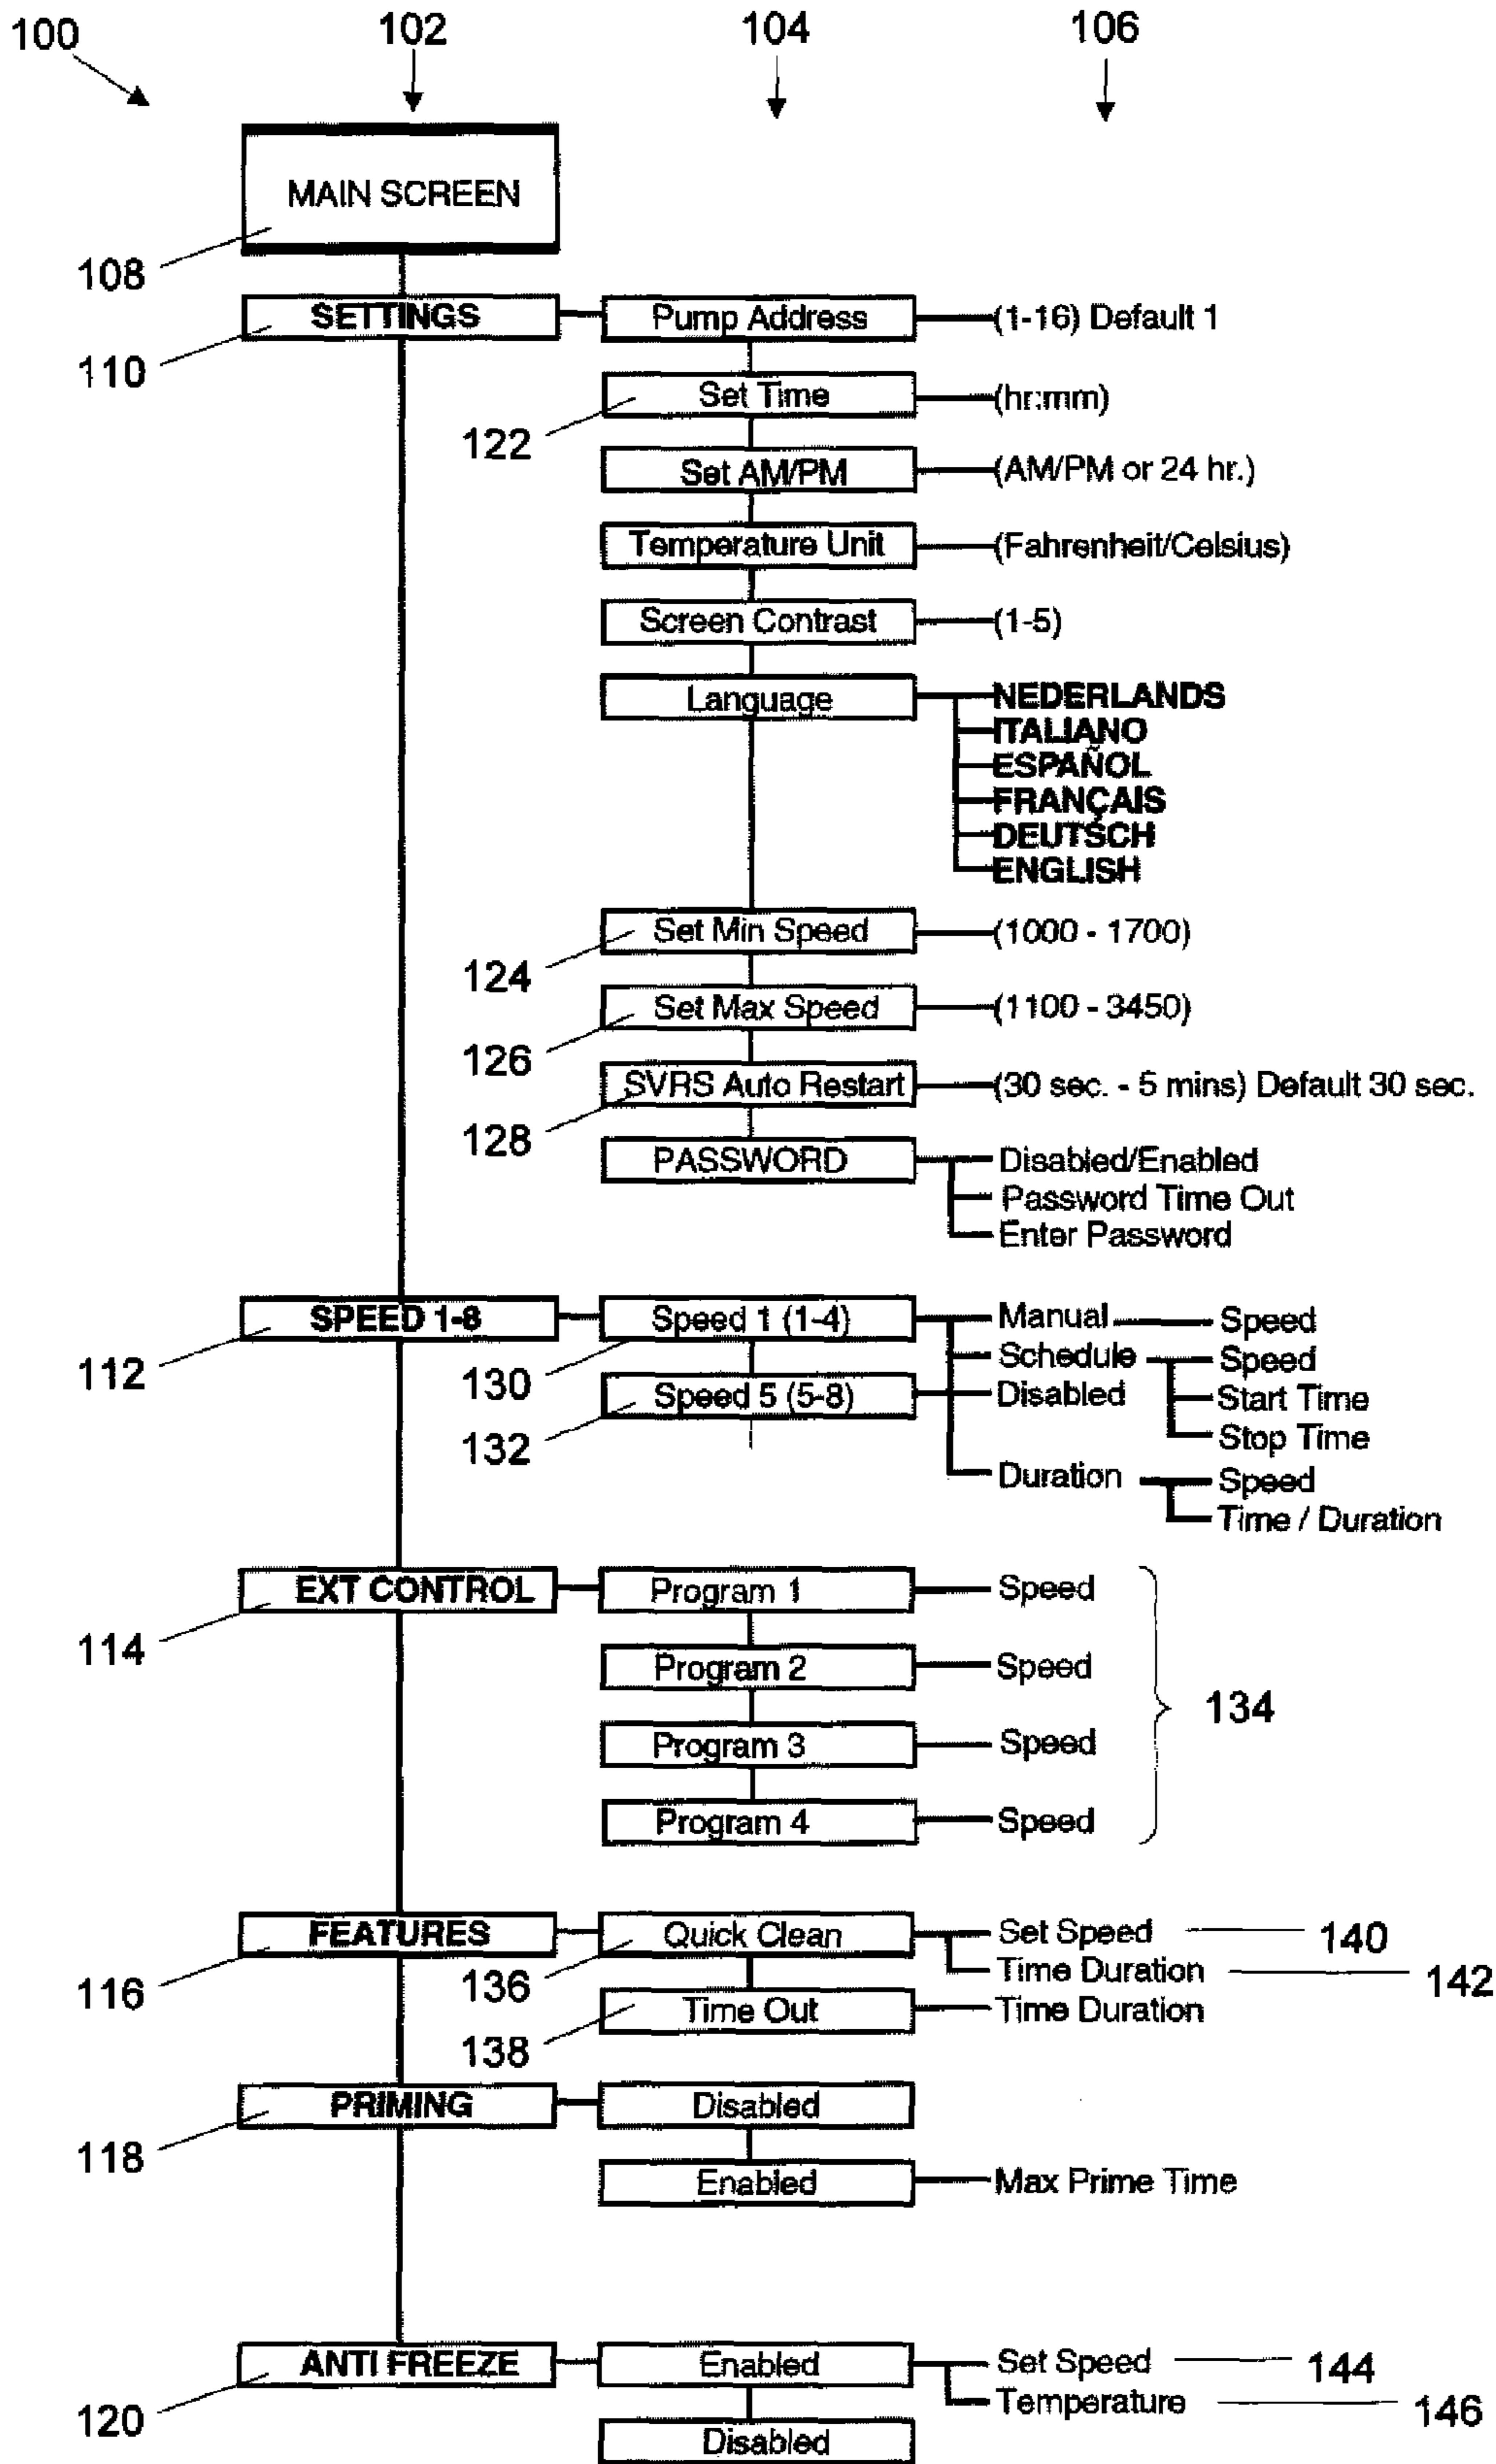 100
102
104
106
MAIN SCREEN
108
SETTINGS
Pump Address
(1-16) Default 1
110
Set Time
(hr:mm)
122
Set AM/PM
(AM/PM or 24 hr.)
Temperature Unit
(Fahrenheit/Celsius)
Screen Contrast
(1-5)
Language
NEDERLANDS
ITALIANO
ESPAÑOL
FRANÇAIS
DEUTSCH
ENGLISH
Set Min Speed
(1000 - 1700)
124
Set Max Speed
(1100 - 3450)
126
SVRS Auto Restart
(30 sec. - 5 mins) Default 30 sec.
128
PASSWORD
Disabled/Enabled
Password Time Out
Enter Password
SPEED 1-8
Speed 1 (1-4)
Manual
Speed
112
130
Schedule
Speed
Speed 5 (5-8)
Disabled
Start Time
132
Stop Time
Duration
Speed
Time / Duration
EXT CONTROL
Program 1
Speed
114
Program 2
Speed
134
Program 3
Speed
Program 4
Speed
FEATURES
Quick Clean
Set Speed
140
116
136
Time Duration
142
Time Out
Time Duration
138
PRIMING
Disabled
118
Enabled
Max Prime Time
ANTI FREEZE
Enabled
Set Speed
144
120
Temperature
146
Disabled